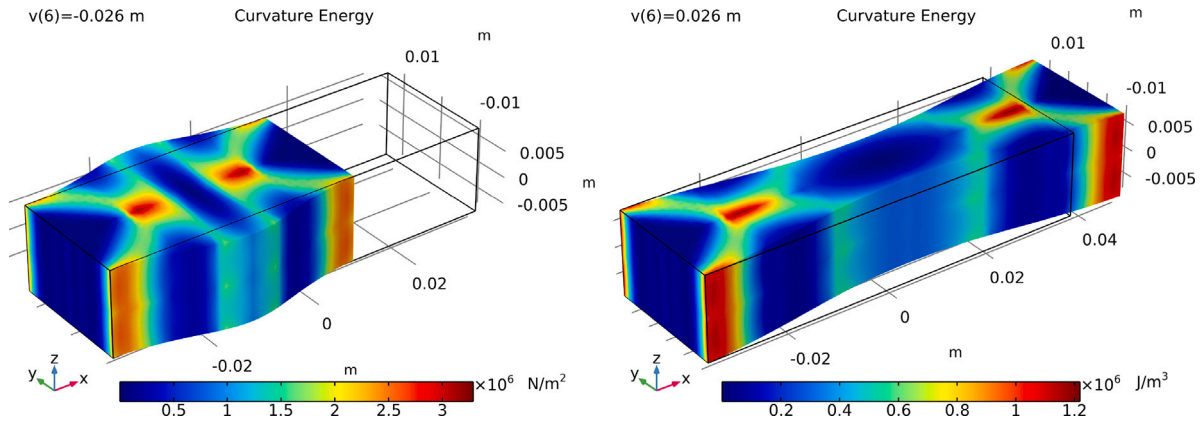 v(6)=-0.026 m Curvature Energy
m
0.01
-0.01
0.005
0
-0.005
m
0.02
0
-0.02
m
z
y
x
0.5 1 1.5 2 2.5 3 ×10⁶ N/m²
v(6)=0.026 m Curvature Energy
m
0.01
-0.01
0.005
0
-0.005
0.04
0.02
0
m
-0.02
z
y
x
0.2 0.4 0.6 0.8 1 1.2 ×10⁶ J/m³